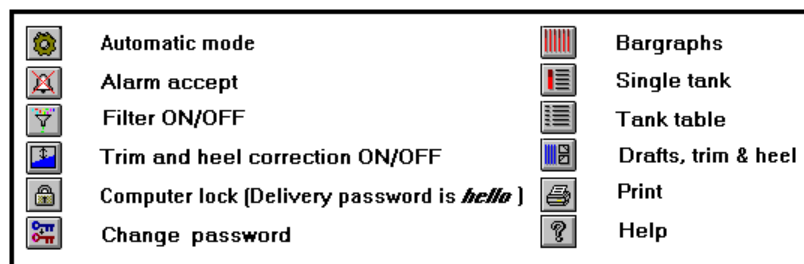 Automatic mode
Alarm accept
Filter ON/OFF
Trim and heel correction ON/OFF
Computer lock (Delivery password is hello )
Change password
Bargraphs
Single tank
Tank table
Drafts, trim & heel
Print
Help